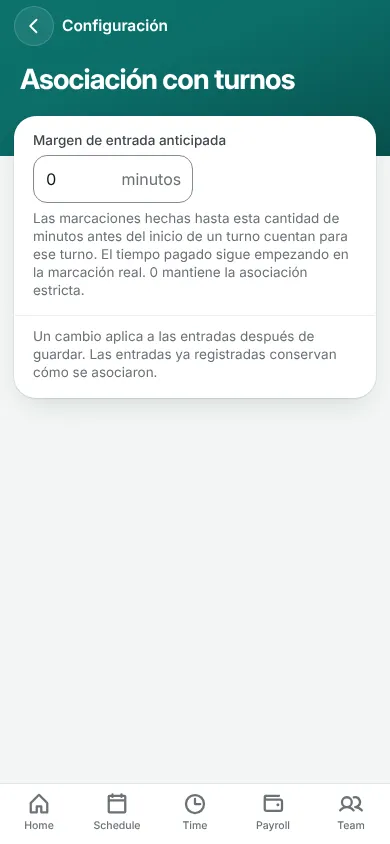 Configuración
Asociación con turnos
Margen de entrada anticipada
0 minutos
Las marcaciones hechas hasta esta cantidad de
minutos antes del inicio de un turno cuentan para
ese turno. El tiempo pagado sigue empezando en
la marcación real. 0 mantiene la asociación
estricta.
Un cambio aplica a las entradas después de
guardar. Las entradas ya registradas conservan
cómo se asociaron.
Home Schedule Time Payroll Team